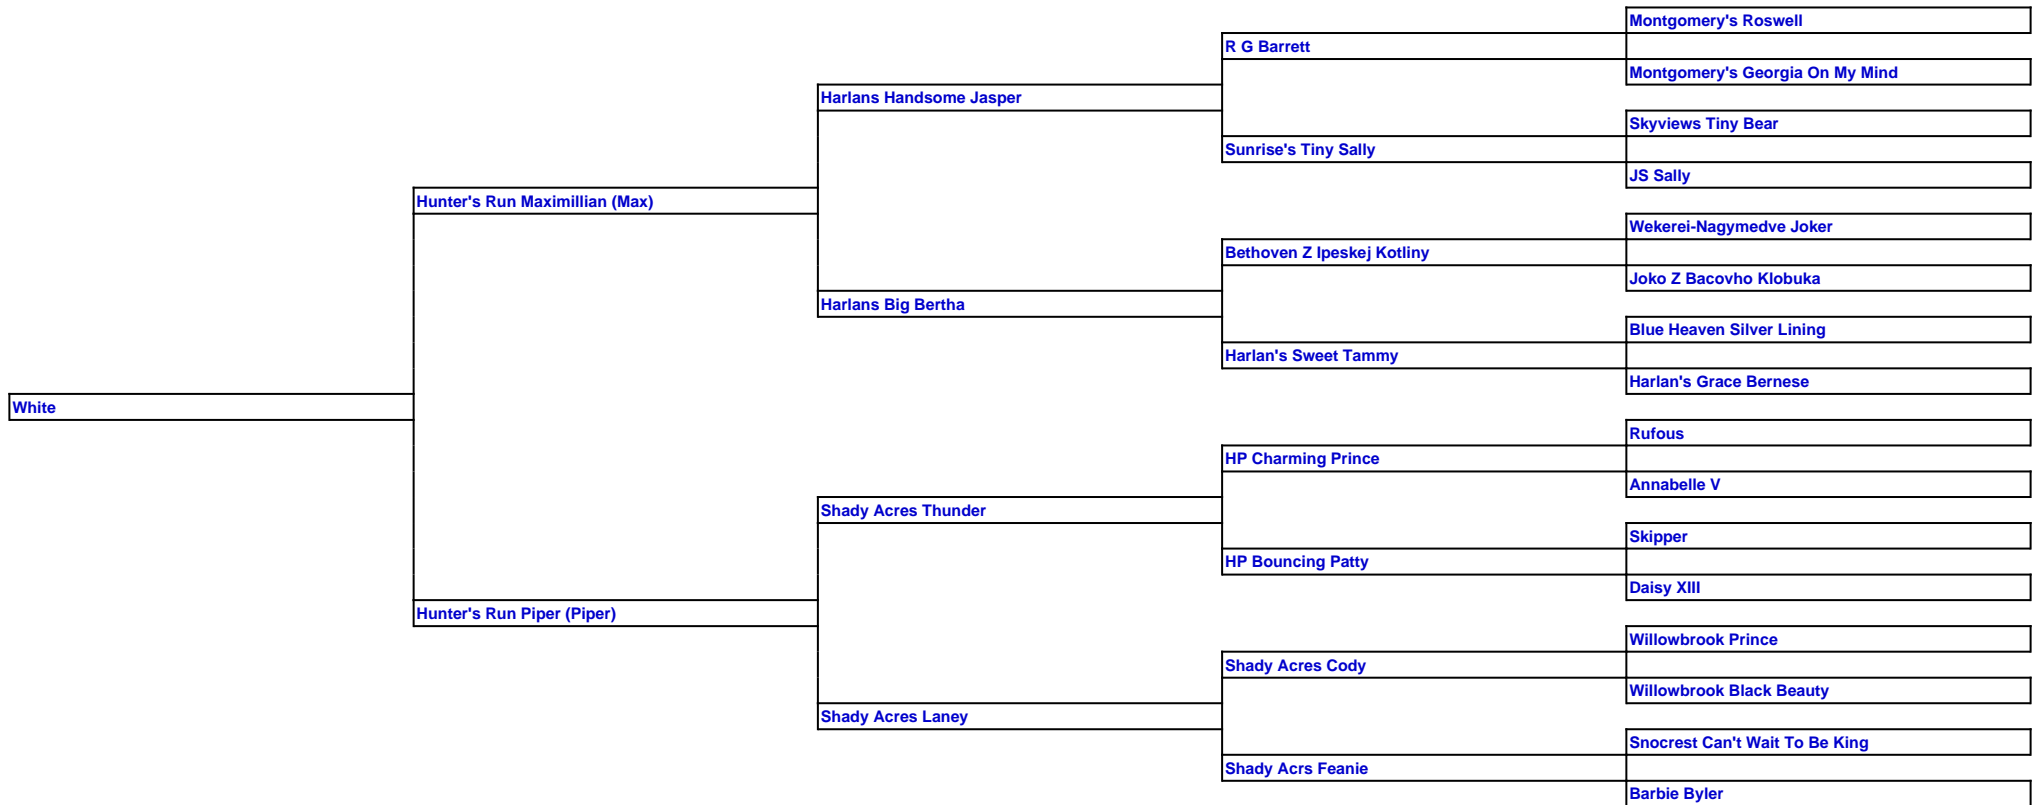 Montgomery's Roswell
R G Barrett
Montgomery's Georgia On My Mind
Harlans Handsome Jasper
Skyviews Tiny Bear
Sunrise's Tiny Sally
JS Sally
Hunter's Run Maximillian (Max)
Wekerei-Nagymedve Joker
Bethoven Z Ipeskej Kotliny
Joko Z Bacovho Klobuka
Harlans Big Bertha
Blue Heaven Silver Lining
Harlan's Sweet Tammy
Harlan's Grace Bernese
White
Rufous
HP Charming Prince
Annabelle V
Shady Acres Thunder
Skipper
HP Bouncing Patty
Daisy XIII
Hunter's Run Piper (Piper)
Willowbrook Prince
Shady Acres Cody
Willowbrook Black Beauty
Shady Acres Laney
Snocrest Can't Wait To Be King
Shady Acrs Feanie
Barbie Byler